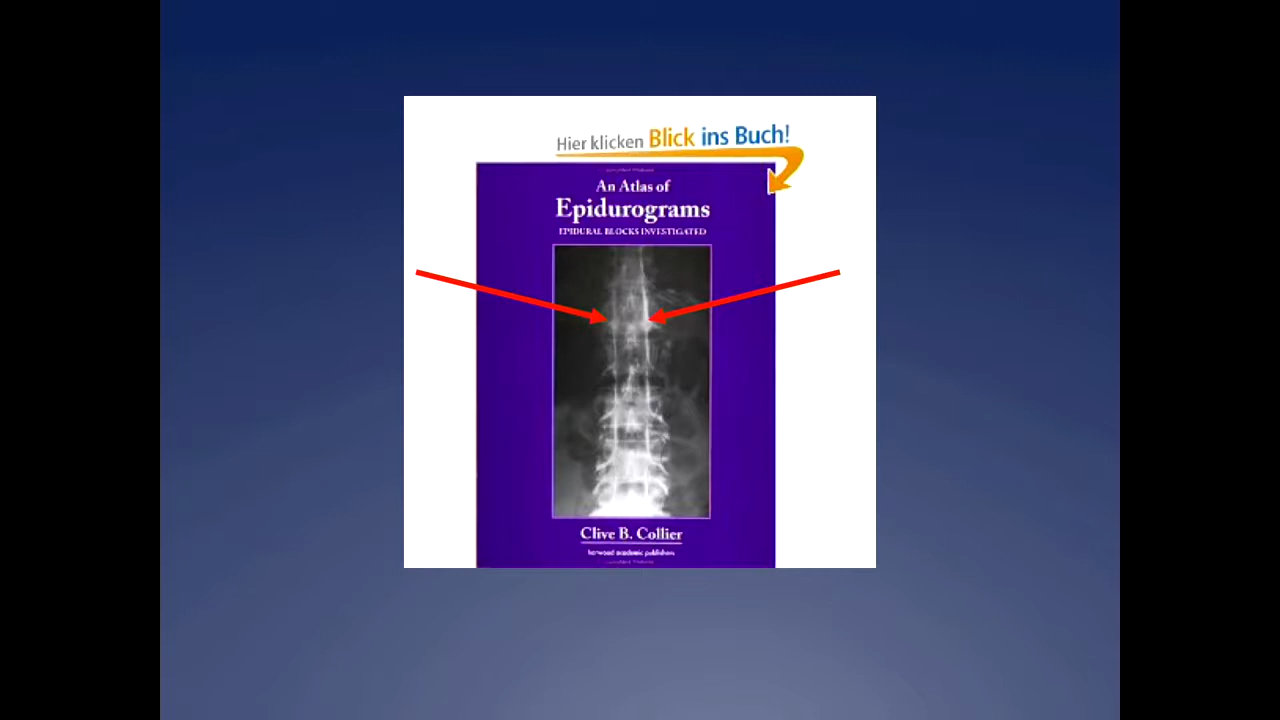 Hier klicken Blick ins Buch!
An Atlas of
Epidurograms
EPIDURAL BLOCKS INVESTIGATED
Clive B. Collier
harwood academic publishers